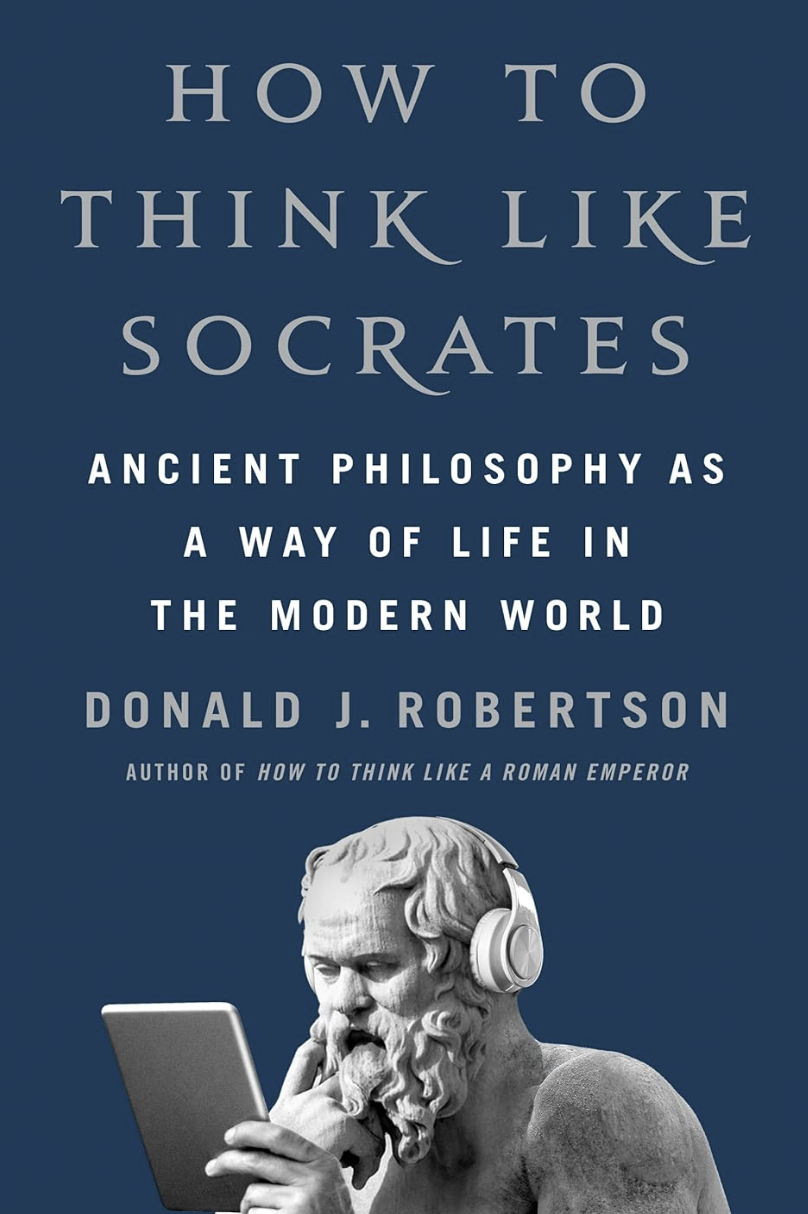 HOW TO
THINK LIKE
SOCRATES
ANCIENT PHILOSOPHY AS
A WAY OF LIFE IN
THE MODERN WORLD
DONALD J. ROBERTSON
AUTHOR OF HOW TO THINK LIKE A ROMAN EMPEROR